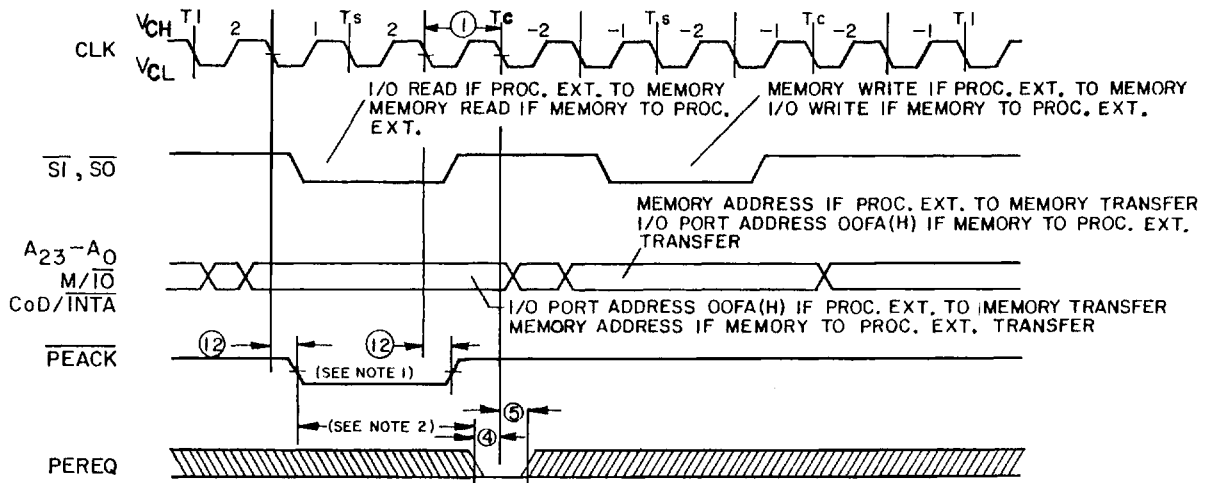 VCH TI 2 1 Ts 2 ① Tc -2 -1 Ts -2 -1 Tc -2 -1 TI
CLK
VCL
I/O READ IF PROC. EXT. TO MEMORY
MEMORY READ IF MEMORY TO PROC.
EXT.
MEMORY WRITE IF PROC. EXT. TO MEMORY
I/O WRITE IF MEMORY TO PROC. EXT.
S1, S0
MEMORY ADDRESS IF PROC. EXT. TO MEMORY TRANSFER
I/O PORT ADDRESS 00FA(H) IF MEMORY TO PROC. EXT.
TRANSFER
A23-A0
M/IO
CoD/INTA
I/O PORT ADDRESS 00FA(H) IF PROC. EXT. TO MEMORY TRANSFER
MEMORY ADDRESS IF MEMORY TO PROC. EXT. TRANSFER
⑫ ⑫
PEACK
(SEE NOTE 1)
⑤
(SEE NOTE 2) ④
PEREQ